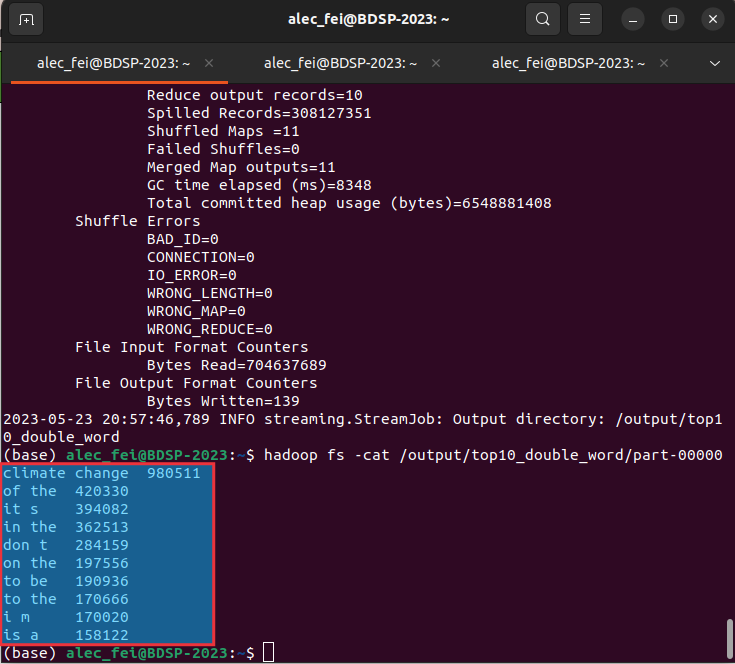 alec_fei@BDSP-2023: ~
alec_fei@BDSP-2023: ~ × alec_fei@BDSP-2023: ~ × alec_fei@BDSP-2023: ~ ×
Reduce output records=10
Spilled Records=308127351
Shuffled Maps =11
Failed Shuffles=0
Merged Map outputs=11
GC time elapsed (ms)=8348
Total committed heap usage (bytes)=6548881408
Shuffle Errors
BAD_ID=0
CONNECTION=0
IO_ERROR=0
WRONG_LENGTH=0
WRONG_MAP=0
WRONG_REDUCE=0
File Input Format Counters
Bytes Read=704637689
File Output Format Counters
Bytes Written=139
2023-05-23 20:57:46,789 INFO streaming.StreamJob: Output directory: /output/top1
0_double_word
(base) alec_fei@BDSP-2023:~$ hadoop fs -cat /output/top10_double_word/part-00000
climate change 980511
of the 420330
it s 394082
in the 362513
don t 284159
on the 197556
to be 190936
to the 170666
i m 170020
is a 158122
(base) alec_fei@BDSP-2023:~$